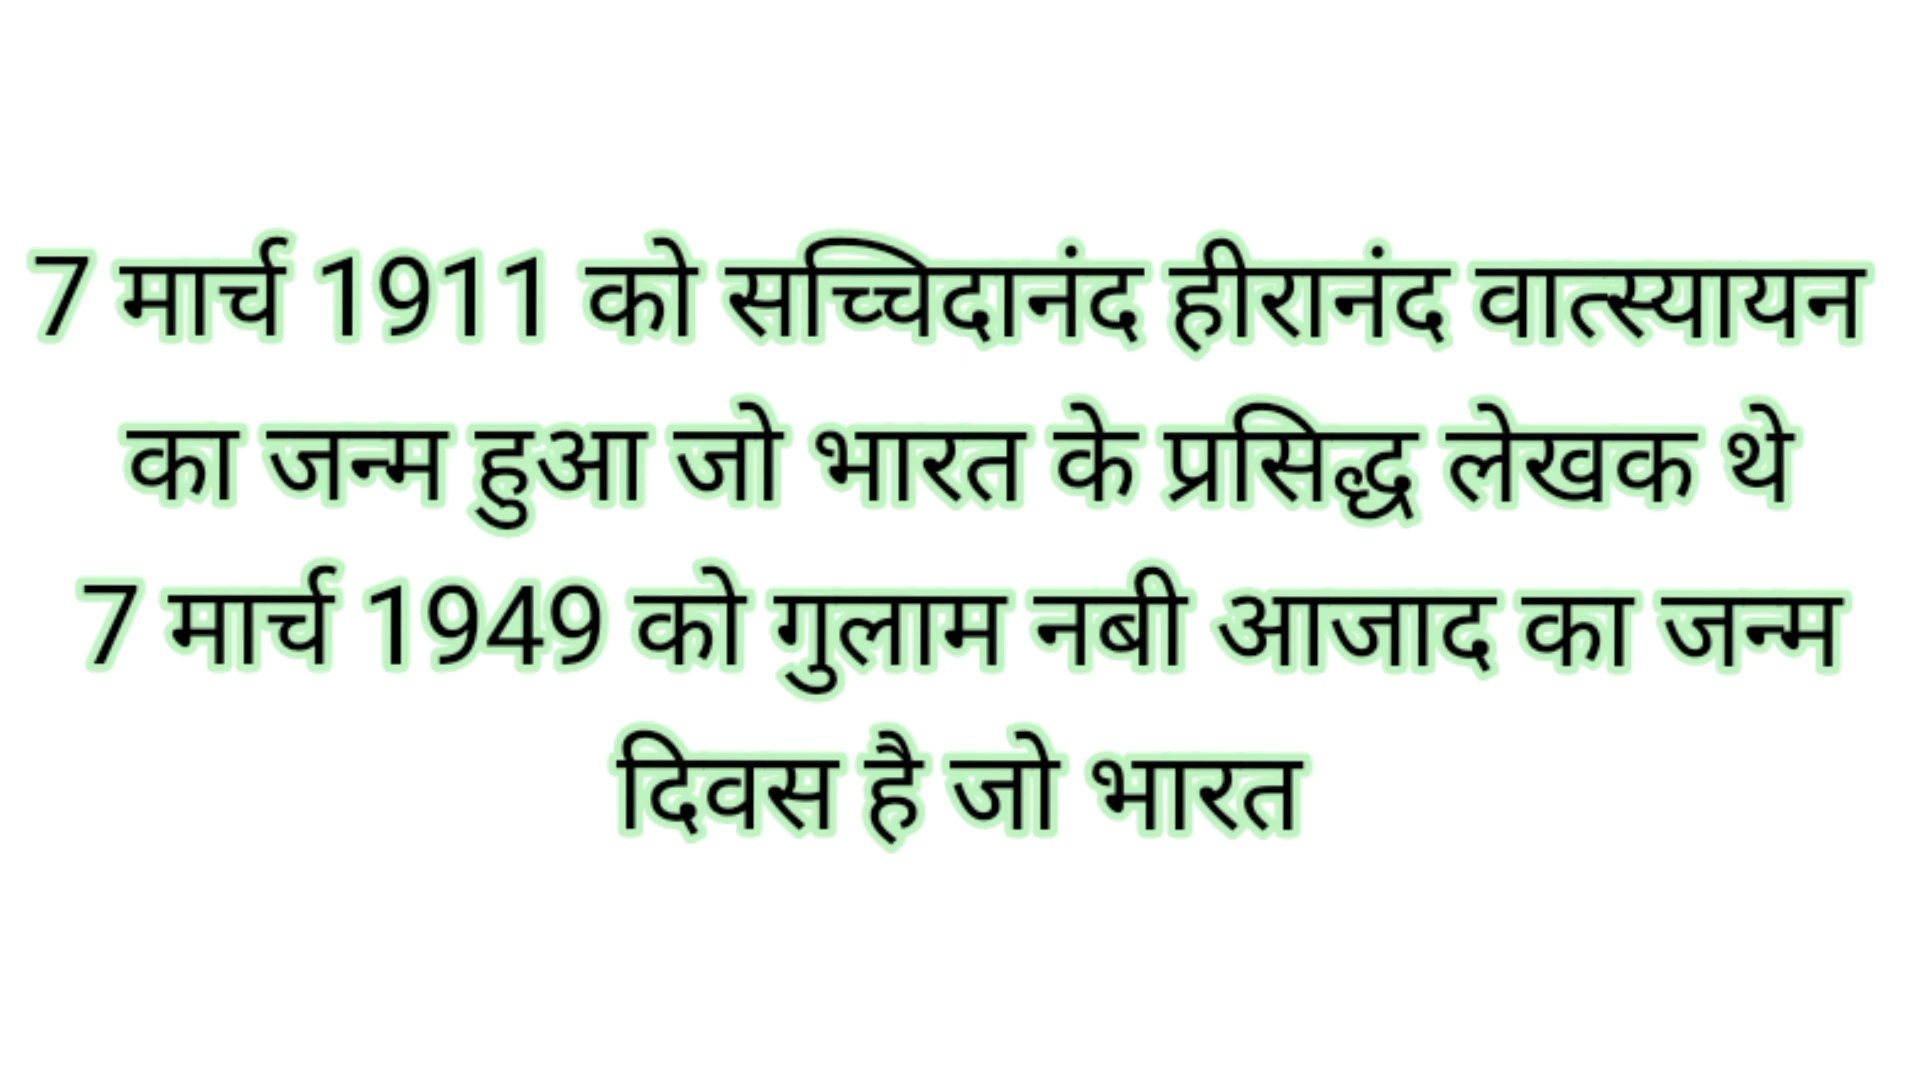 7 मार्च 1911 को सच्चिदानंद हीरानंद वात्स्यायन
का जन्म हुआ जो भारत के प्रसिद्ध लेखक थे
7 मार्च 1949 को गुलाम नबी आजाद का जन्म
दिवस है जो भारत